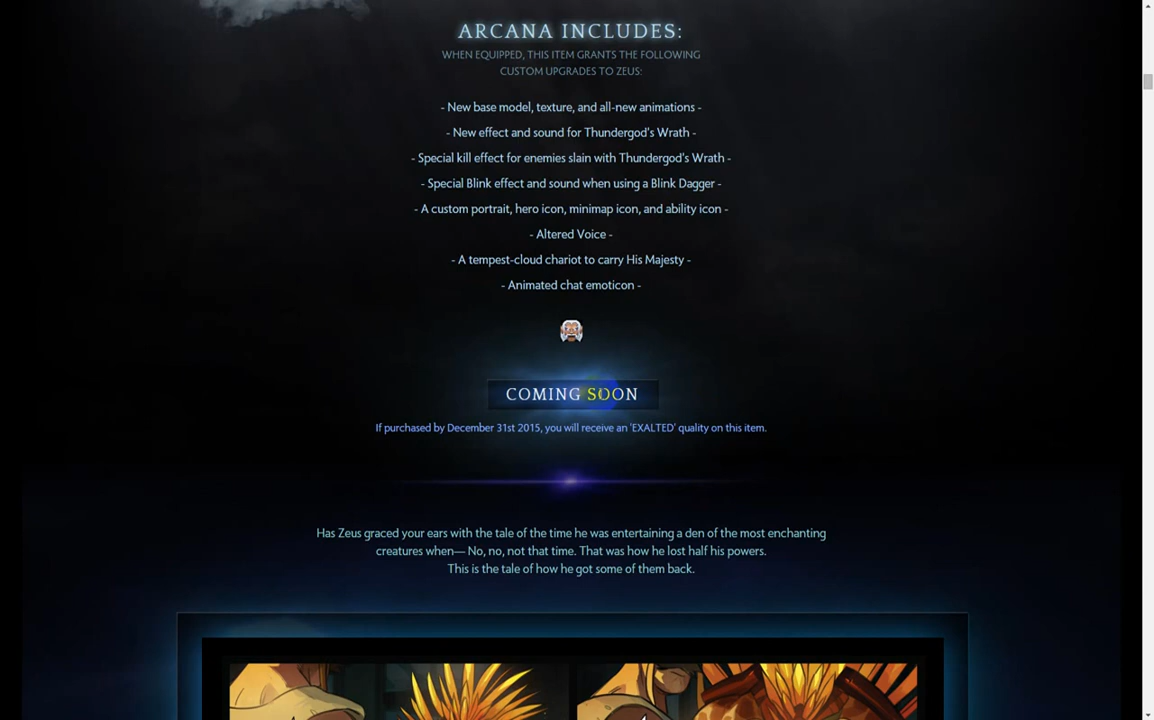 ARCANA INCLUDES:
WHEN EQUIPPED, THIS ITEM GRANTS THE FOLLOWING
CUSTOM UPGRADES TO ZEUS:
- New base model, texture, and all-new animations -
- New effect and sound for Thundergod's Wrath -
- Special kill effect for enemies slain with Thundergod's Wrath -
- Special Blink effect and sound when using a Blink Dagger -
- A custom portrait, hero icon, minimap icon, and ability icon -
- Altered Voice -
- A tempest-cloud chariot to carry His Majesty -
- Animated chat emoticon -
COMING SOON
If purchased by December 31st 2015, you will receive an 'EXALTED' quality on this item.
Has Zeus graced your ears with the tale of the time he was entertaining a den of the most enchanting
creatures when— No, no, not that time. That was how he lost half his powers.
This is the tale of how he got some of them back.